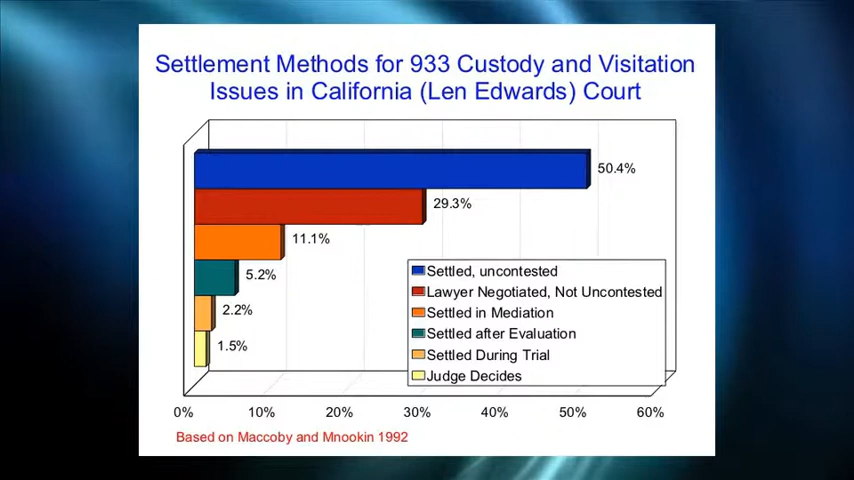 Settlement Methods for 933 Custody and Visitation
Issues in California (Len Edwards) Court
50.4%
29.3%
11.1%
5.2%
2.2%
1.5%
Settled, uncontested
Lawyer Negotiated, Not Uncontested
Settled in Mediation
Settled after Evaluation
Settled During Trial
Judge Decides
0% 10% 20% 30% 40% 50% 60%
Based on Maccoby and Mnookin 1992